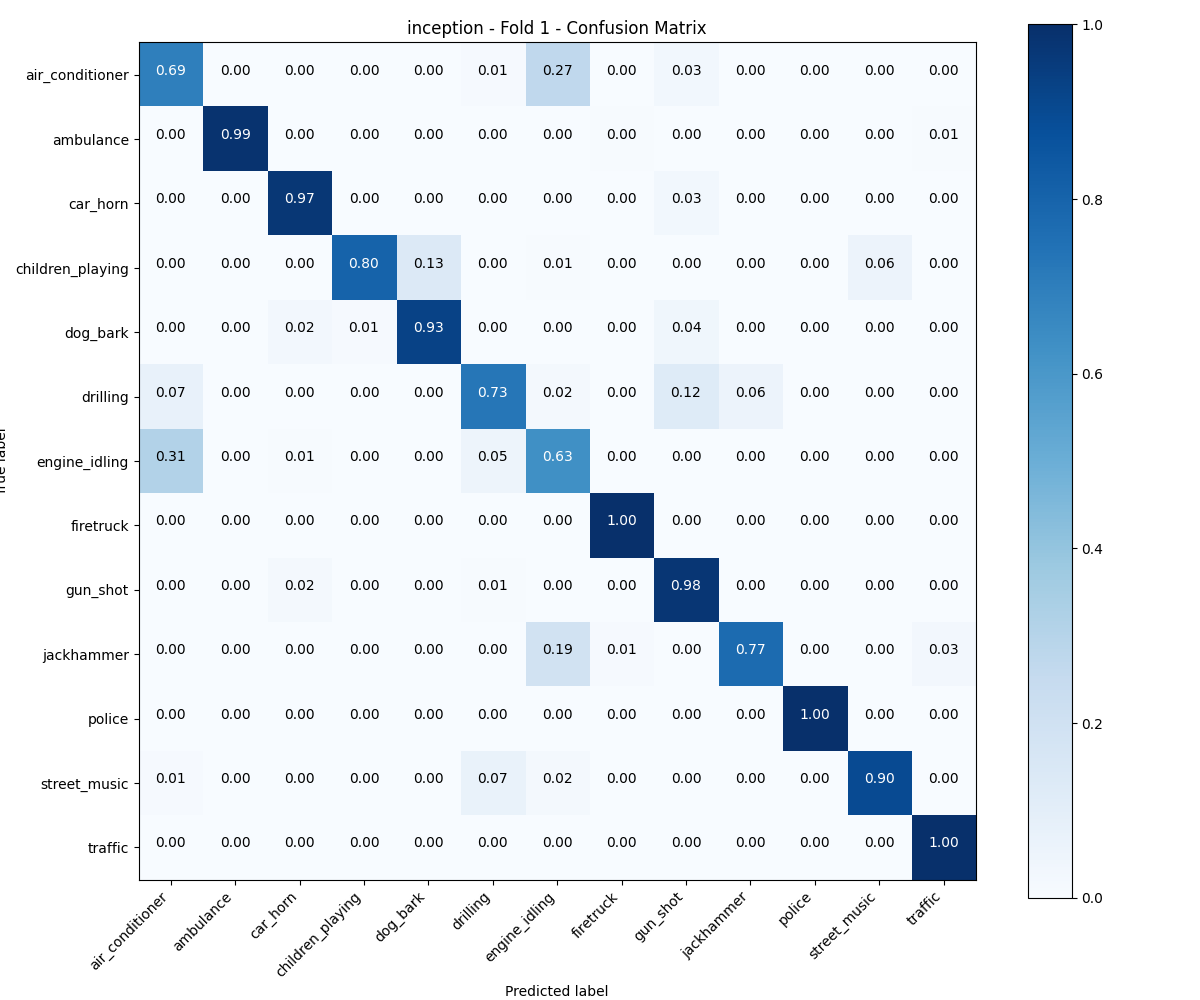 inception - Fold 1 - Confusion Matrix
air_conditioner 0.69 0.00 0.00 0.00 0.00 0.01 0.27 0.00 0.03 0.00 0.00 0.00 0.00
ambulance 0.00 0.99 0.00 0.00 0.00 0.00 0.00 0.00 0.00 0.00 0.00 0.00 0.01
car_horn 0.00 0.00 0.97 0.00 0.00 0.00 0.00 0.00 0.03 0.00 0.00 0.00 0.00
children_playing 0.00 0.00 0.00 0.80 0.13 0.00 0.01 0.00 0.00 0.00 0.00 0.06 0.00
dog_bark 0.00 0.00 0.02 0.01 0.93 0.00 0.00 0.00 0.04 0.00 0.00 0.00 0.00
drilling 0.07 0.00 0.00 0.00 0.00 0.73 0.02 0.00 0.12 0.06 0.00 0.00 0.00
engine_idling 0.31 0.00 0.01 0.00 0.00 0.05 0.63 0.00 0.00 0.00 0.00 0.00 0.00
firetruck 0.00 0.00 0.00 0.00 0.00 0.00 0.00 1.00 0.00 0.00 0.00 0.00 0.00
gun_shot 0.00 0.00 0.02 0.00 0.00 0.01 0.00 0.00 0.98 0.00 0.00 0.00 0.00
jackhammer 0.00 0.00 0.00 0.00 0.00 0.00 0.19 0.01 0.00 0.77 0.00 0.00 0.03
police 0.00 0.00 0.00 0.00 0.00 0.00 0.00 0.00 0.00 0.00 1.00 0.00 0.00
street_music 0.01 0.00 0.00 0.00 0.00 0.07 0.02 0.00 0.00 0.00 0.00 0.90 0.00
traffic 0.00 0.00 0.00 0.00 0.00 0.00 0.00 0.00 0.00 0.00 0.00 0.00 1.00
air_conditioner ambulance car_horn children_playing dog_bark drilling engine_idling firetruck gun_shot jackhammer police street_music traffic
Predicted label
1.0
0.8
0.6
0.4
0.2
0.0